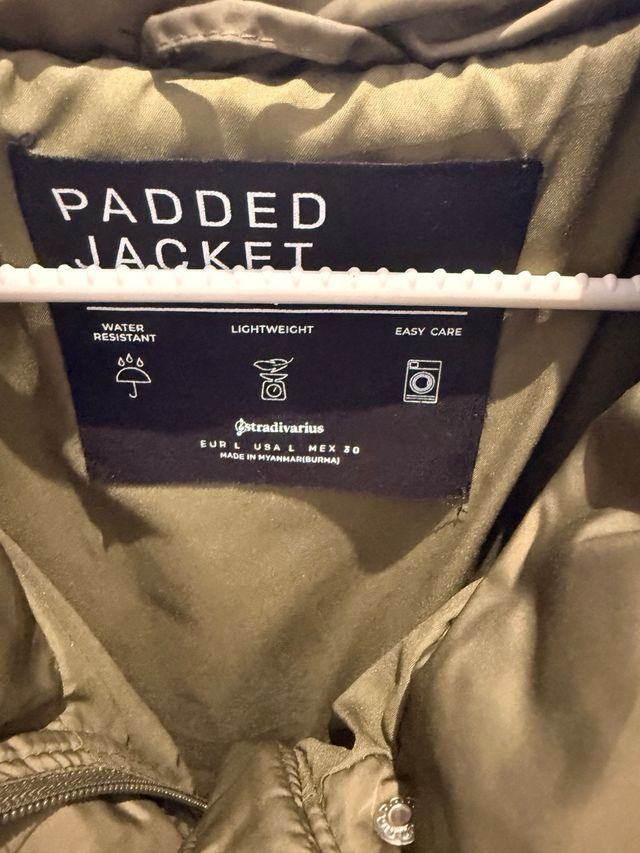 PADDED
JACKET
WATER
RESISTANT
LIGHTWEIGHT
EASY CARE
stradivarius
EUR L USA L MEX 30
MADE IN MYANMAR(BURMA)